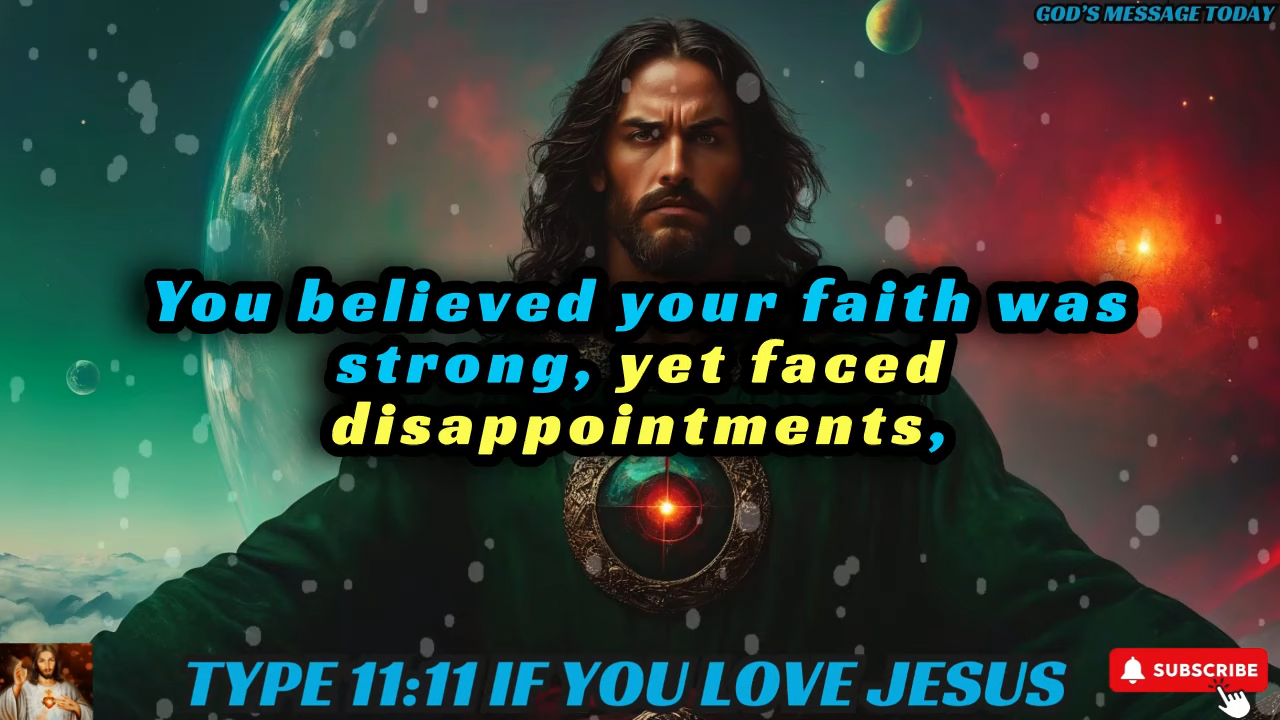 GOD'S MESSAGE TODAY
You believed your faith was
strong, yet faced
disappointments,
TYPE 11:11 IF YOU LOVE JESUS
SUBSCRIBE